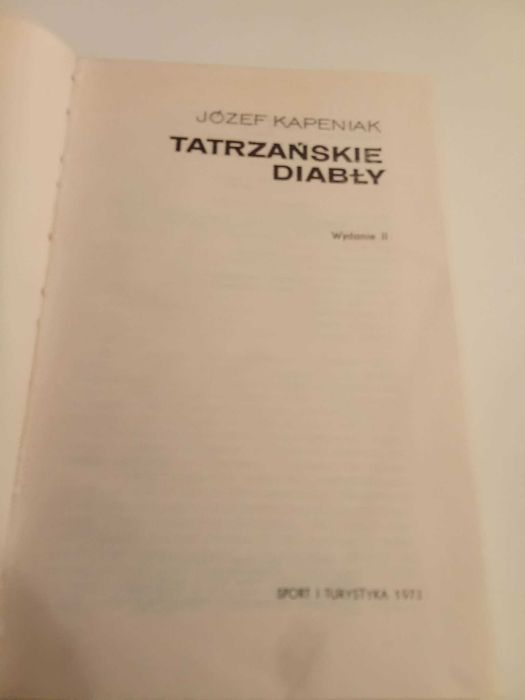 JÓZEF KAPENIAK
TATRZAŃSKIE
DIABŁY
Wydanie II
SPORT I TURYSTYKA 1973